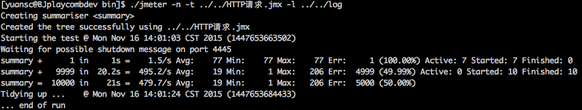 [yuansc@BJplaycombdev bin]$ ./jmeter -n -t ../../HTTP请求.jmx -l ../../log
Creating summariser <summary>
Created the tree successfully using ../../HTTP请求.jmx
Starting the test @ Mon Nov 16 14:01:03 CST 2015 (1447653663502)
Waiting for possible shutdown message on port 4445
summary +      1 in     1s =    1.5/s Avg:    77 Min:    77 Max:    77 Err:     1 (100.00%) Active: 7 Started: 7 Finished: 0
summary +   9999 in  20.2s =  495.2/s Avg:    19 Min:     1 Max:   206 Err:  4999 (49.99%) Active: 0 Started: 10 Finished: 10
summary =  10000 in    21s =  479.7/s Avg:    19 Min:     1 Max:   206 Err:  5000 (50.00%)
Tidying up ...    @ Mon Nov 16 14:01:24 CST 2015 (1447653684433)
... end of run